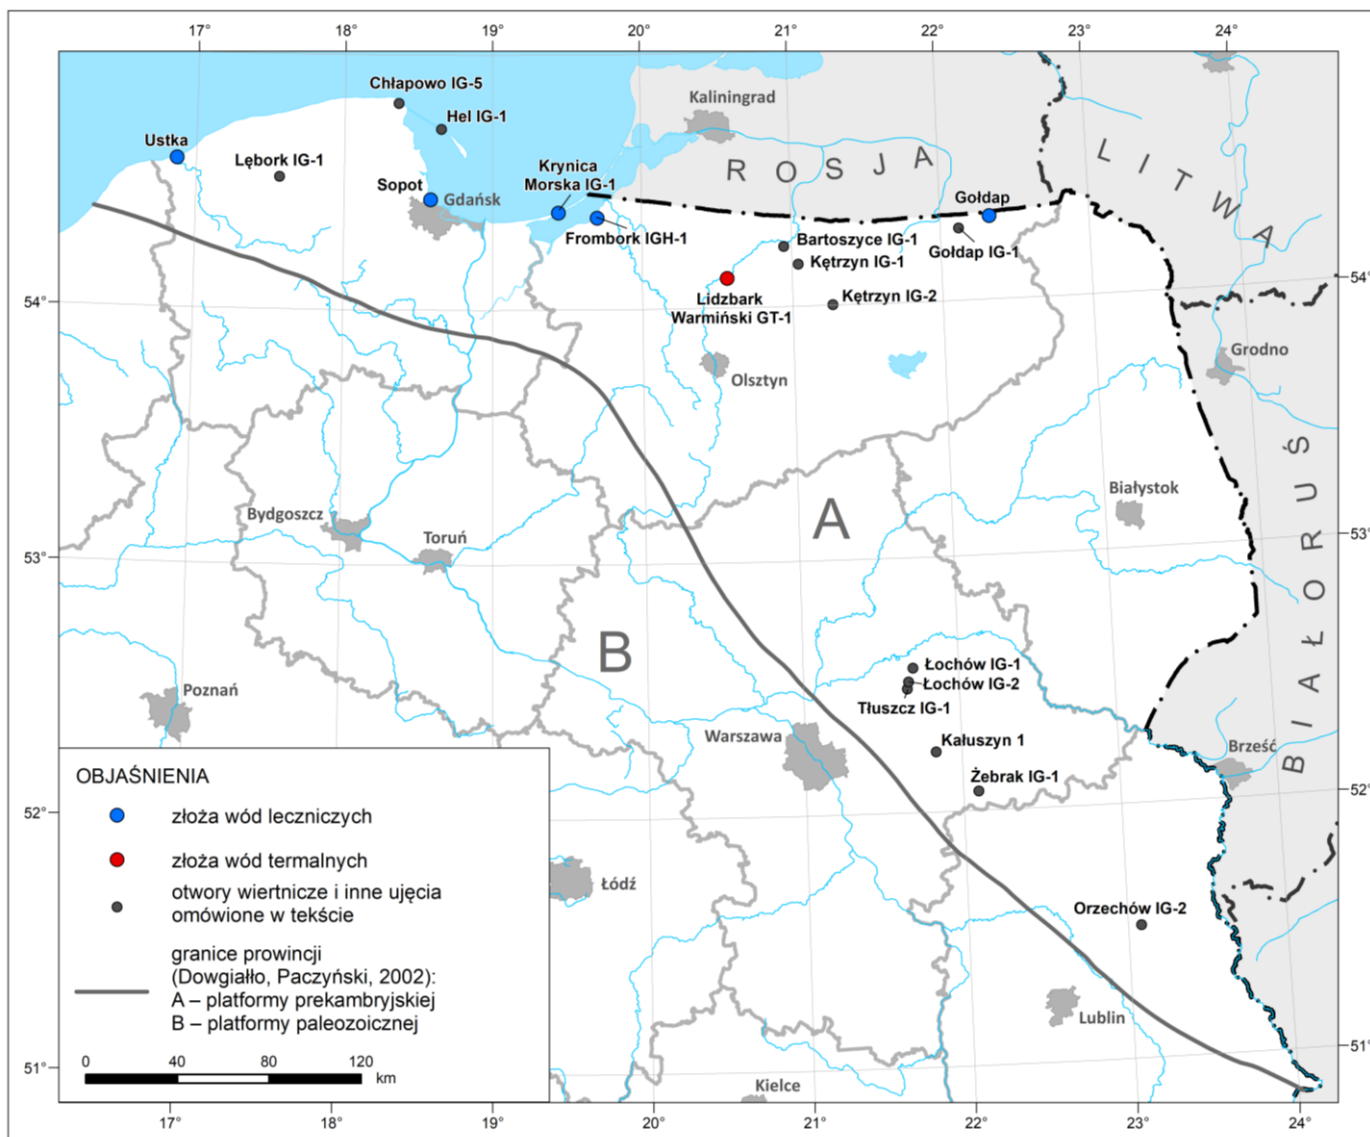 17° 18° 19° 20° 21° 22° 23° 24°
Chłapowo IG-5
Kaliningrad
Hel IG-1
Ustka
Lębork IG-1
Krynica
Morska IG-1
ROSJA
LITWA
Sopot
Gdańsk
Gołdap
Frombork IGH-1
Bartoszyce IG-1
Gołdap IG-1
Kętrzyn IG-1
54°
54°
Lidzbark
Warmiński GT-1
Kętrzyn IG-2
Grodno
Olsztyn
BIAŁORUŚ
Białystok
A
Bydgoszcz
Toruń
53°
53°
B
Łochów IG-1
Łochów IG-2
Tłuszcz IG-1
Poznań
Warszawa
Kałuszyn 1
Brześć
Żebrak IG-1
52°
52°
OBJAŚNIENIA
złoża wód leczniczych
złoża wód termalnych
otwory wiertnicze i inne ujęcia
omówione w tekście
granice prowincji
(Dowgiałło, Paczyński, 2002):
A – platformy prekambryjskiej
B – platformy paleozoicznej
0 40 80 120
km
Łódź
Orzechów IG-2
Lublin
51°
51°
Kielce
17° 18° 19° 20° 21° 22° 23° 24°